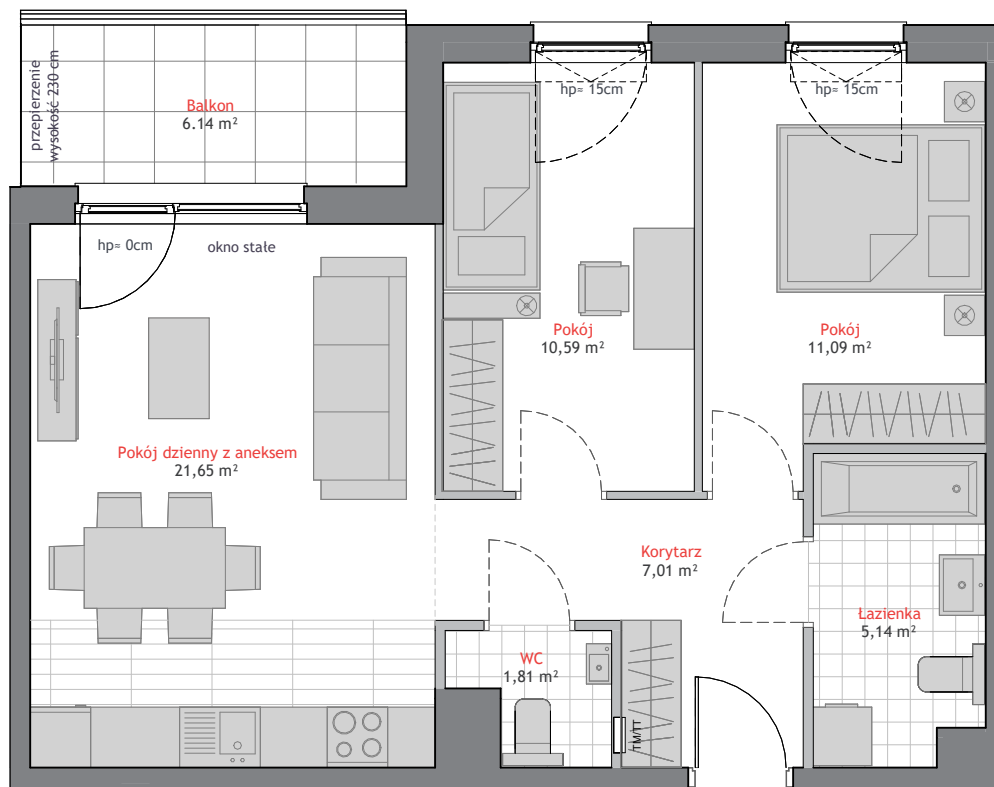 przepierzenie
wysokość 230 cm
Balkon
6.14 m²
hp≈ 15cm
hp≈ 15cm
hp≈ 0cm
okno stałe
Pokój
10,59 m²
Pokój
11,09 m²
Pokój dzienny z aneksem
21,65 m²
Korytarz
7,01 m²
Łazienka
5,14 m²
WC
1,81 m²
TM/TT